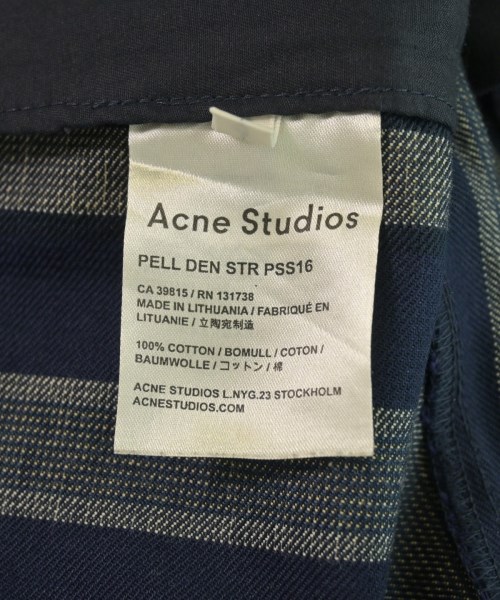 Acne Studios
PELL DEN STR PSS16
CA 39815 / RN 131738
MADE IN LITHUANIA / FABRIQUÉ EN
LITUANIE / 立陶宛制造
100% COTTON / BOMULL / COTON /
BAUMWOLLE / コットン / 棉
ACNE STUDIOS L.NYG.23 STOCKHOLM
ACNESTUDIOS.COM